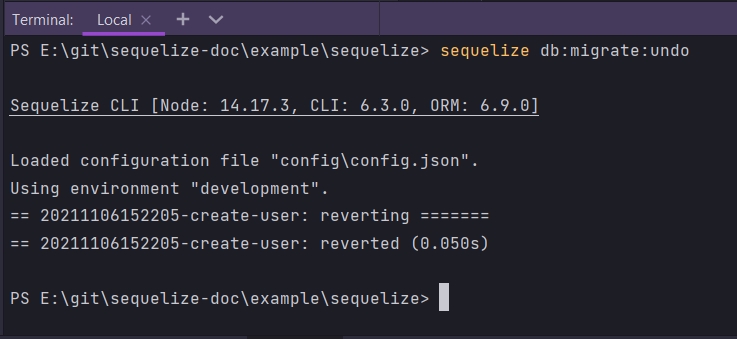 Terminal: Local × + ⌄
PS E:\git\sequelize-doc\example\sequelize> sequelize db:migrate:undo
Sequelize CLI [Node: 14.17.3, CLI: 6.3.0, ORM: 6.9.0]
Loaded configuration file "config\config.json".
Using environment "development".
== 20211106152205-create-user: reverting =======
== 20211106152205-create-user: reverted (0.050s)
PS E:\git\sequelize-doc\example\sequelize>